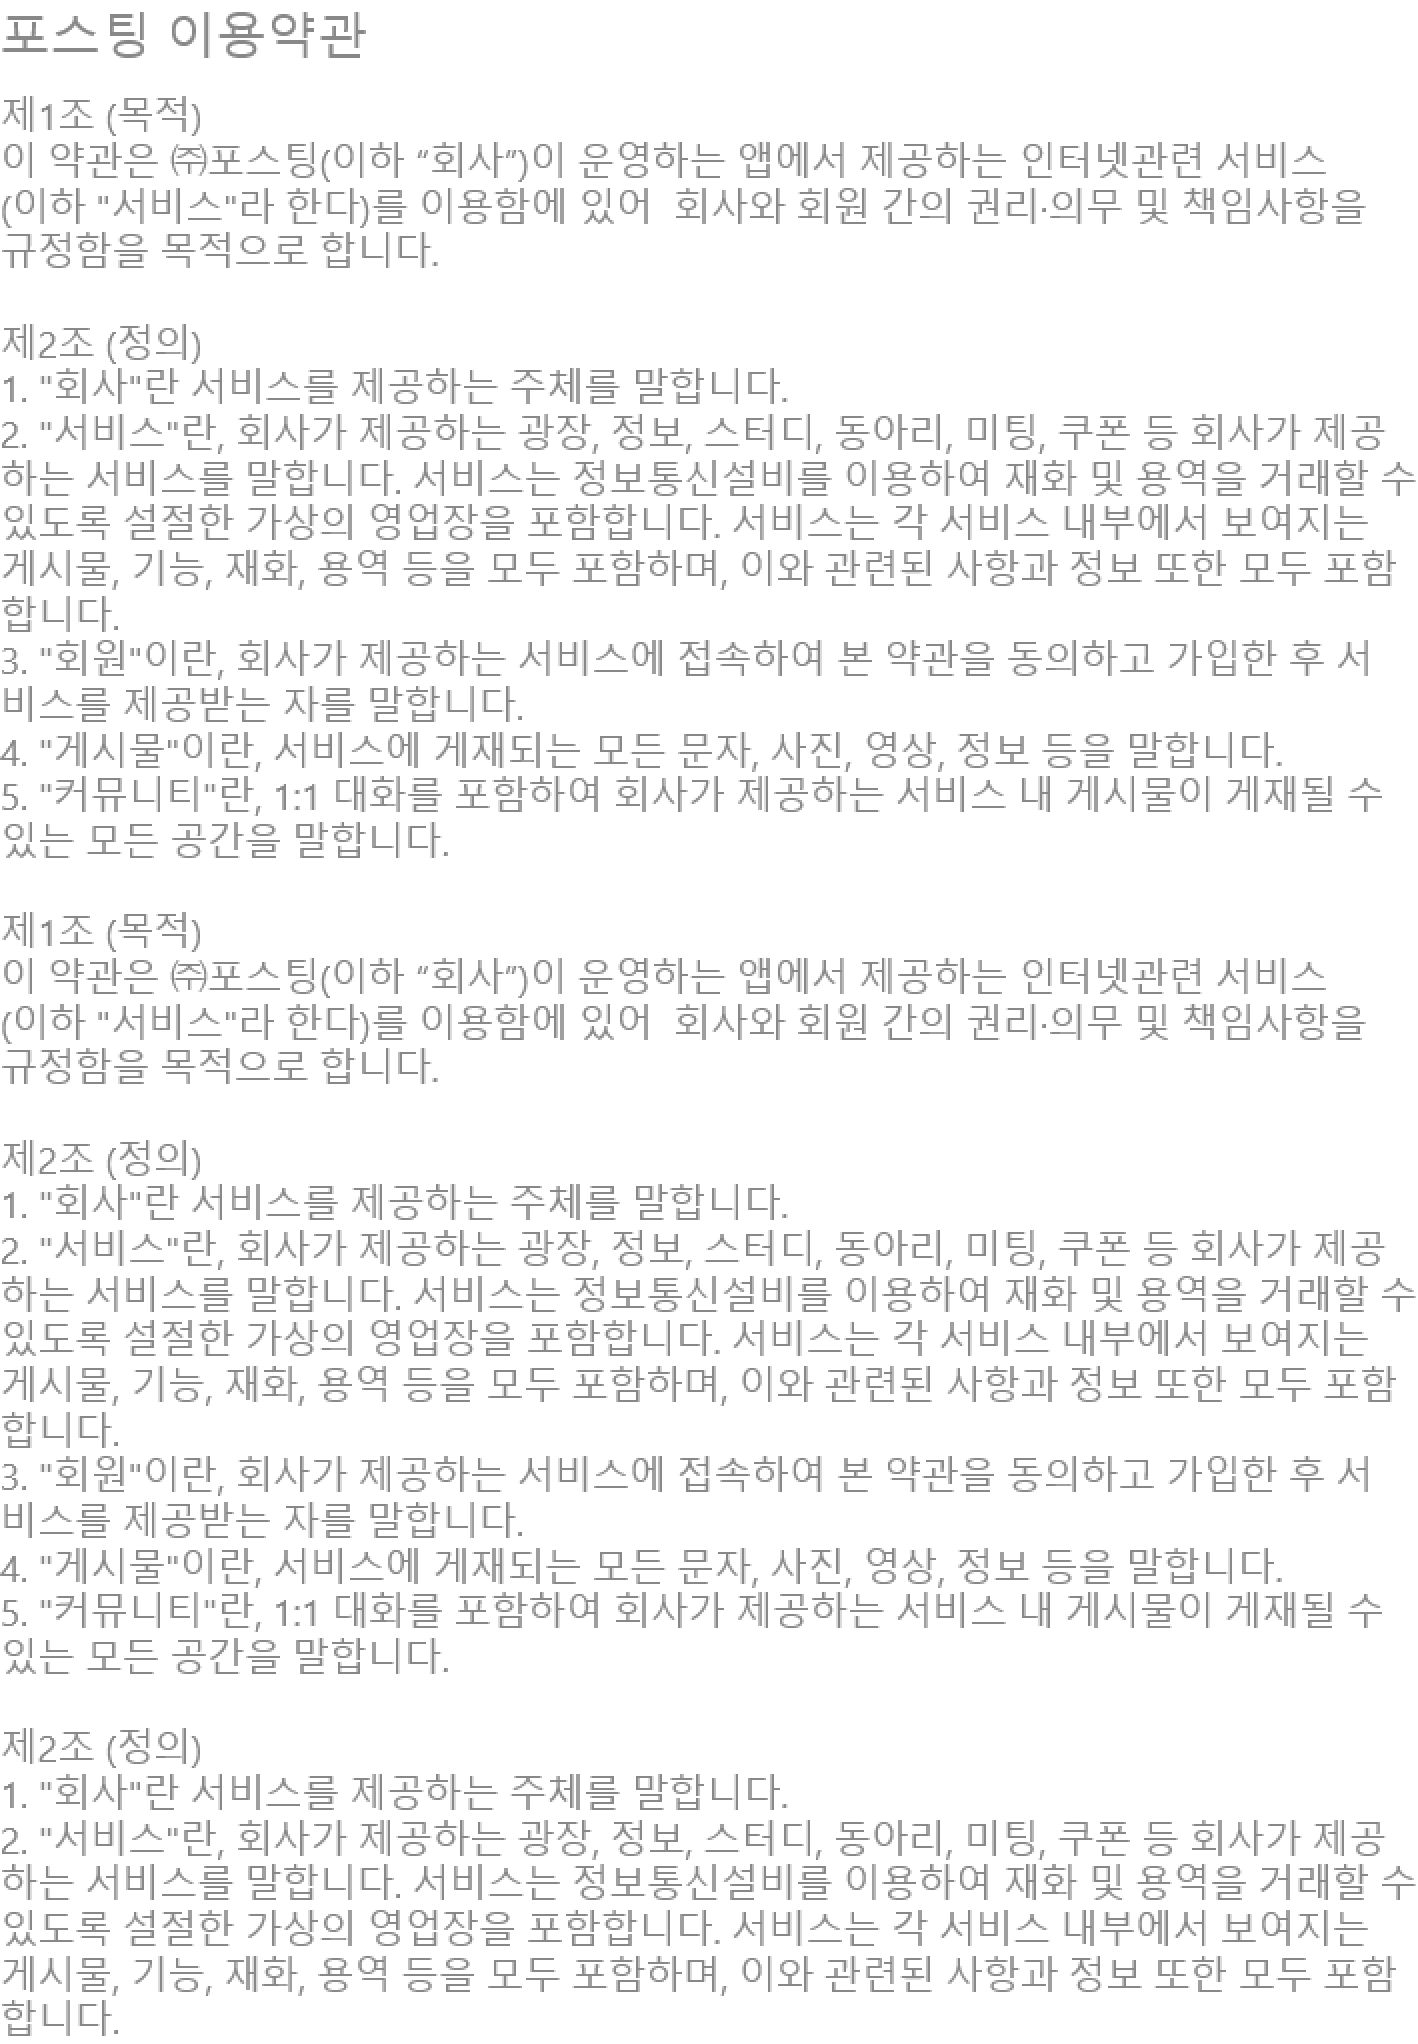 포스팅 이용약관
제1조 (목적)
이 약관은 ㈜포스팅(이하 “회사”)이 운영하는 앱에서 제공하는 인터넷관련 서비스
(이하 "서비스"라 한다)를 이용함에 있어  회사와 회원 간의 권리·의무 및 책임사항을
규정함을 목적으로 합니다.
제2조 (정의)
1. "회사"란 서비스를 제공하는 주체를 말합니다.
2. "서비스"란, 회사가 제공하는 광장, 정보, 스터디, 동아리, 미팅, 쿠폰 등 회사가 제공
하는 서비스를 말합니다. 서비스는 정보통신설비를 이용하여 재화 및 용역을 거래할 수
있도록 설절한 가상의 영업장을 포함합니다. 서비스는 각 서비스 내부에서 보여지는
게시물, 기능, 재화, 용역 등을 모두 포함하며, 이와 관련된 사항과 정보 또한 모두 포함
합니다.
3. "회원"이란, 회사가 제공하는 서비스에 접속하여 본 약관을 동의하고 가입한 후 서
비스를 제공받는 자를 말합니다.
4. "게시물"이란, 서비스에 게재되는 모든 문자, 사진, 영상, 정보 등을 말합니다.
5. "커뮤니티"란, 1:1 대화를 포함하여 회사가 제공하는 서비스 내 게시물이 게재될 수
있는 모든 공간을 말합니다.
제1조 (목적)
이 약관은 ㈜포스팅(이하 “회사”)이 운영하는 앱에서 제공하는 인터넷관련 서비스
(이하 "서비스"라 한다)를 이용함에 있어  회사와 회원 간의 권리·의무 및 책임사항을
규정함을 목적으로 합니다.
제2조 (정의)
1. "회사"란 서비스를 제공하는 주체를 말합니다.
2. "서비스"란, 회사가 제공하는 광장, 정보, 스터디, 동아리, 미팅, 쿠폰 등 회사가 제공
하는 서비스를 말합니다. 서비스는 정보통신설비를 이용하여 재화 및 용역을 거래할 수
있도록 설절한 가상의 영업장을 포함합니다. 서비스는 각 서비스 내부에서 보여지는
게시물, 기능, 재화, 용역 등을 모두 포함하며, 이와 관련된 사항과 정보 또한 모두 포함
합니다.
3. "회원"이란, 회사가 제공하는 서비스에 접속하여 본 약관을 동의하고 가입한 후 서
비스를 제공받는 자를 말합니다.
4. "게시물"이란, 서비스에 게재되는 모든 문자, 사진, 영상, 정보 등을 말합니다.
5. "커뮤니티"란, 1:1 대화를 포함하여 회사가 제공하는 서비스 내 게시물이 게재될 수
있는 모든 공간을 말합니다.
제2조 (정의)
1. "회사"란 서비스를 제공하는 주체를 말합니다.
2. "서비스"란, 회사가 제공하는 광장, 정보, 스터디, 동아리, 미팅, 쿠폰 등 회사가 제공
하는 서비스를 말합니다. 서비스는 정보통신설비를 이용하여 재화 및 용역을 거래할 수
있도록 설절한 가상의 영업장을 포함합니다. 서비스는 각 서비스 내부에서 보여지는
게시물, 기능, 재화, 용역 등을 모두 포함하며, 이와 관련된 사항과 정보 또한 모두 포함
합니다.